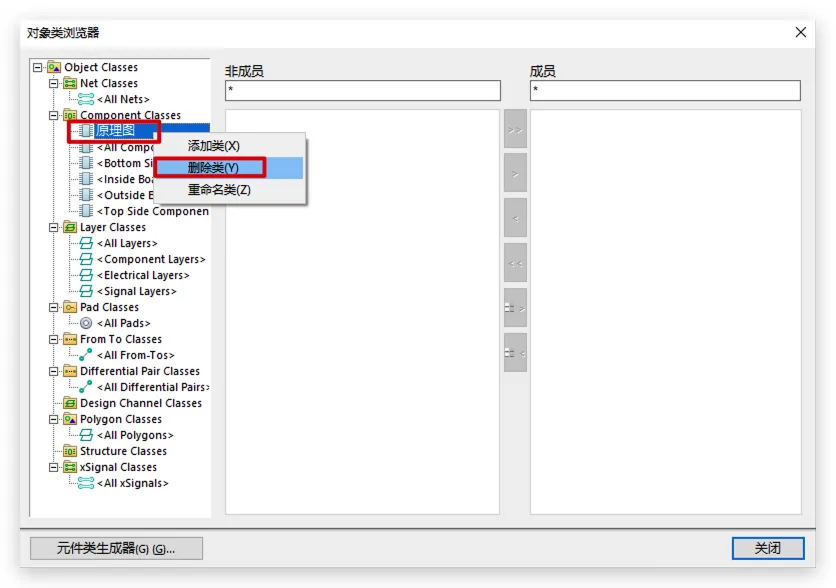 对象类浏览器
Object Classes
Net Classes
<All Nets>
Component Classes
原理图
<All Compo
<Bottom Si
<Inside Boa
<Outside E
<Top Side Componen
Layer Classes
<All Layers>
<Component Layers>
<Electrical Layers>
<Signal Layers>
Pad Classes
<All Pads>
From To Classes
<All From-Tos>
Differential Pair Classes
<All Differential Pairs>
Design Channel Classes
Polygon Classes
<All Polygons>
Structure Classes
xSignal Classes
<All xSignals>
添加类(X)
删除类(Y)
重命名类(Z)
非成员
*
成员
*
>>
>
<
<<
>
<
元件类生成器(G) (G)...
关闭